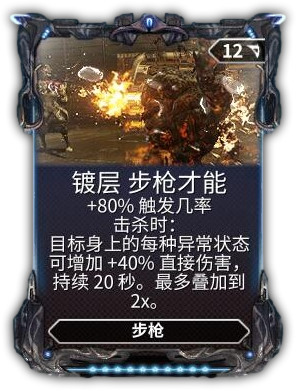 12
镀层 步枪才能
+80% 触发几率
击杀时：
目标身上的每种异常状态
可增加 +40% 直接伤害，
持续 20 秒。最多叠加到
2x。
步枪